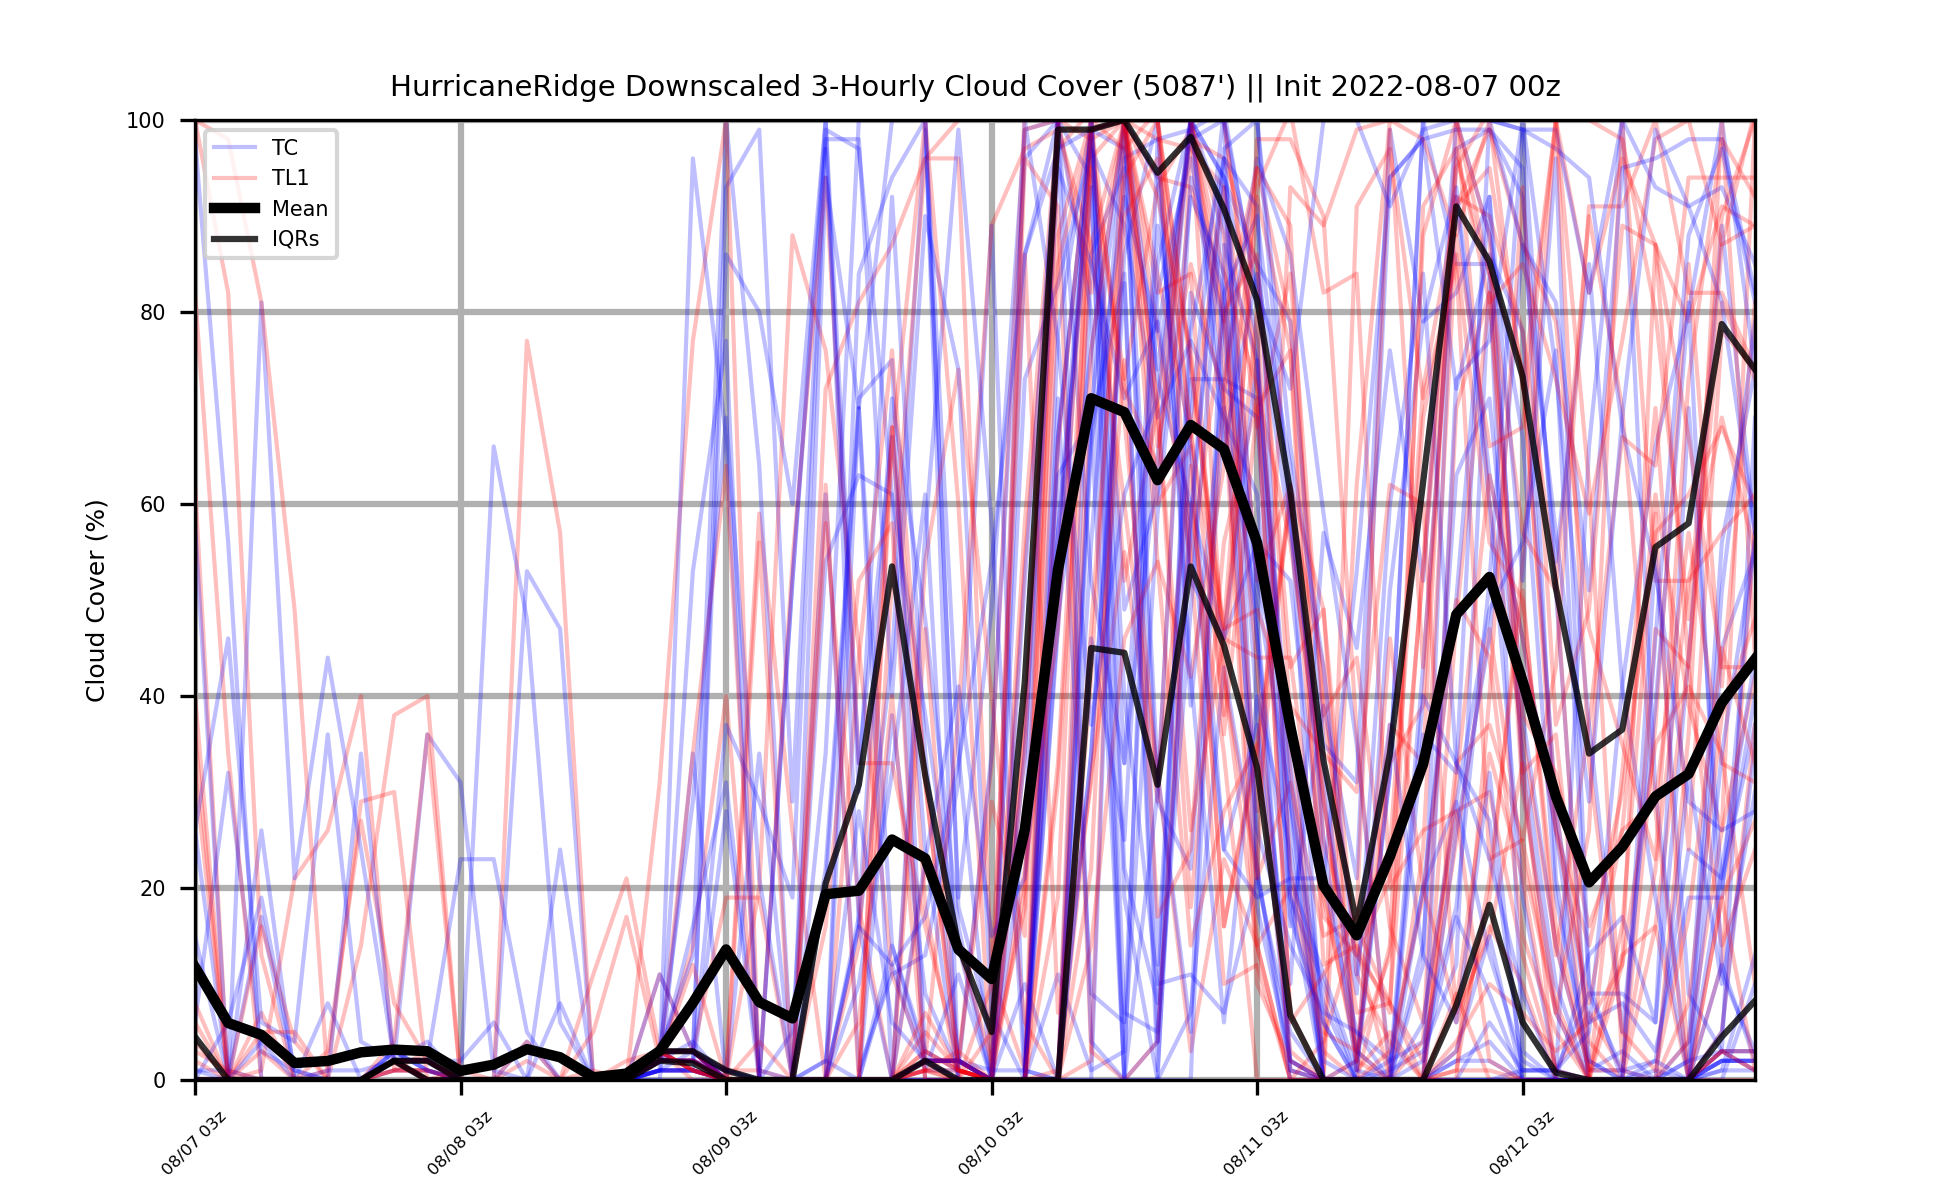 HurricaneRidge Downscaled 3-Hourly Cloud Cover (5087') || Init 2022-08-07 00z
TC
TL1
Mean
IQRs
Cloud Cover (%)
100
80
60
40
20
0
08/07 03z
08/08 03z
08/09 03z
08/10 03z
08/11 03z
08/12 03z